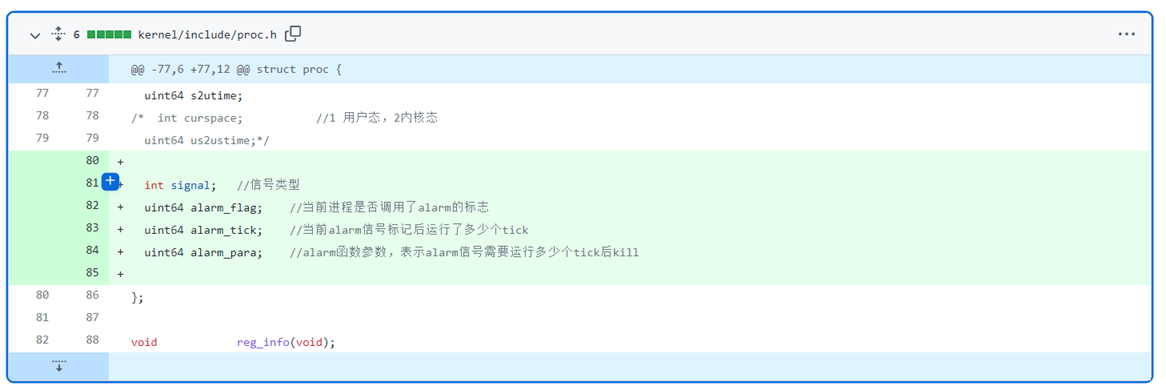 6 kernel/include/proc.h
@@ -77,6 +77,12 @@ struct proc {
77 77 uint64 s2utime;
78 78 /* int curspace; //1 用户态，2内核态
79 79 uint64 us2ustime;*/
80 +
81 + int signal; //信号类型
82 + uint64 alarm_flag; //当前进程是否调用了alarm的标志
83 + uint64 alarm_tick; //当前alarm信号标记后运行了多少个tick
84 + uint64 alarm_para; //alarm函数参数，表示alarm信号需要运行多少个tick后kill
85 +
80 86 };
81 87
82 88 void reg_info(void);